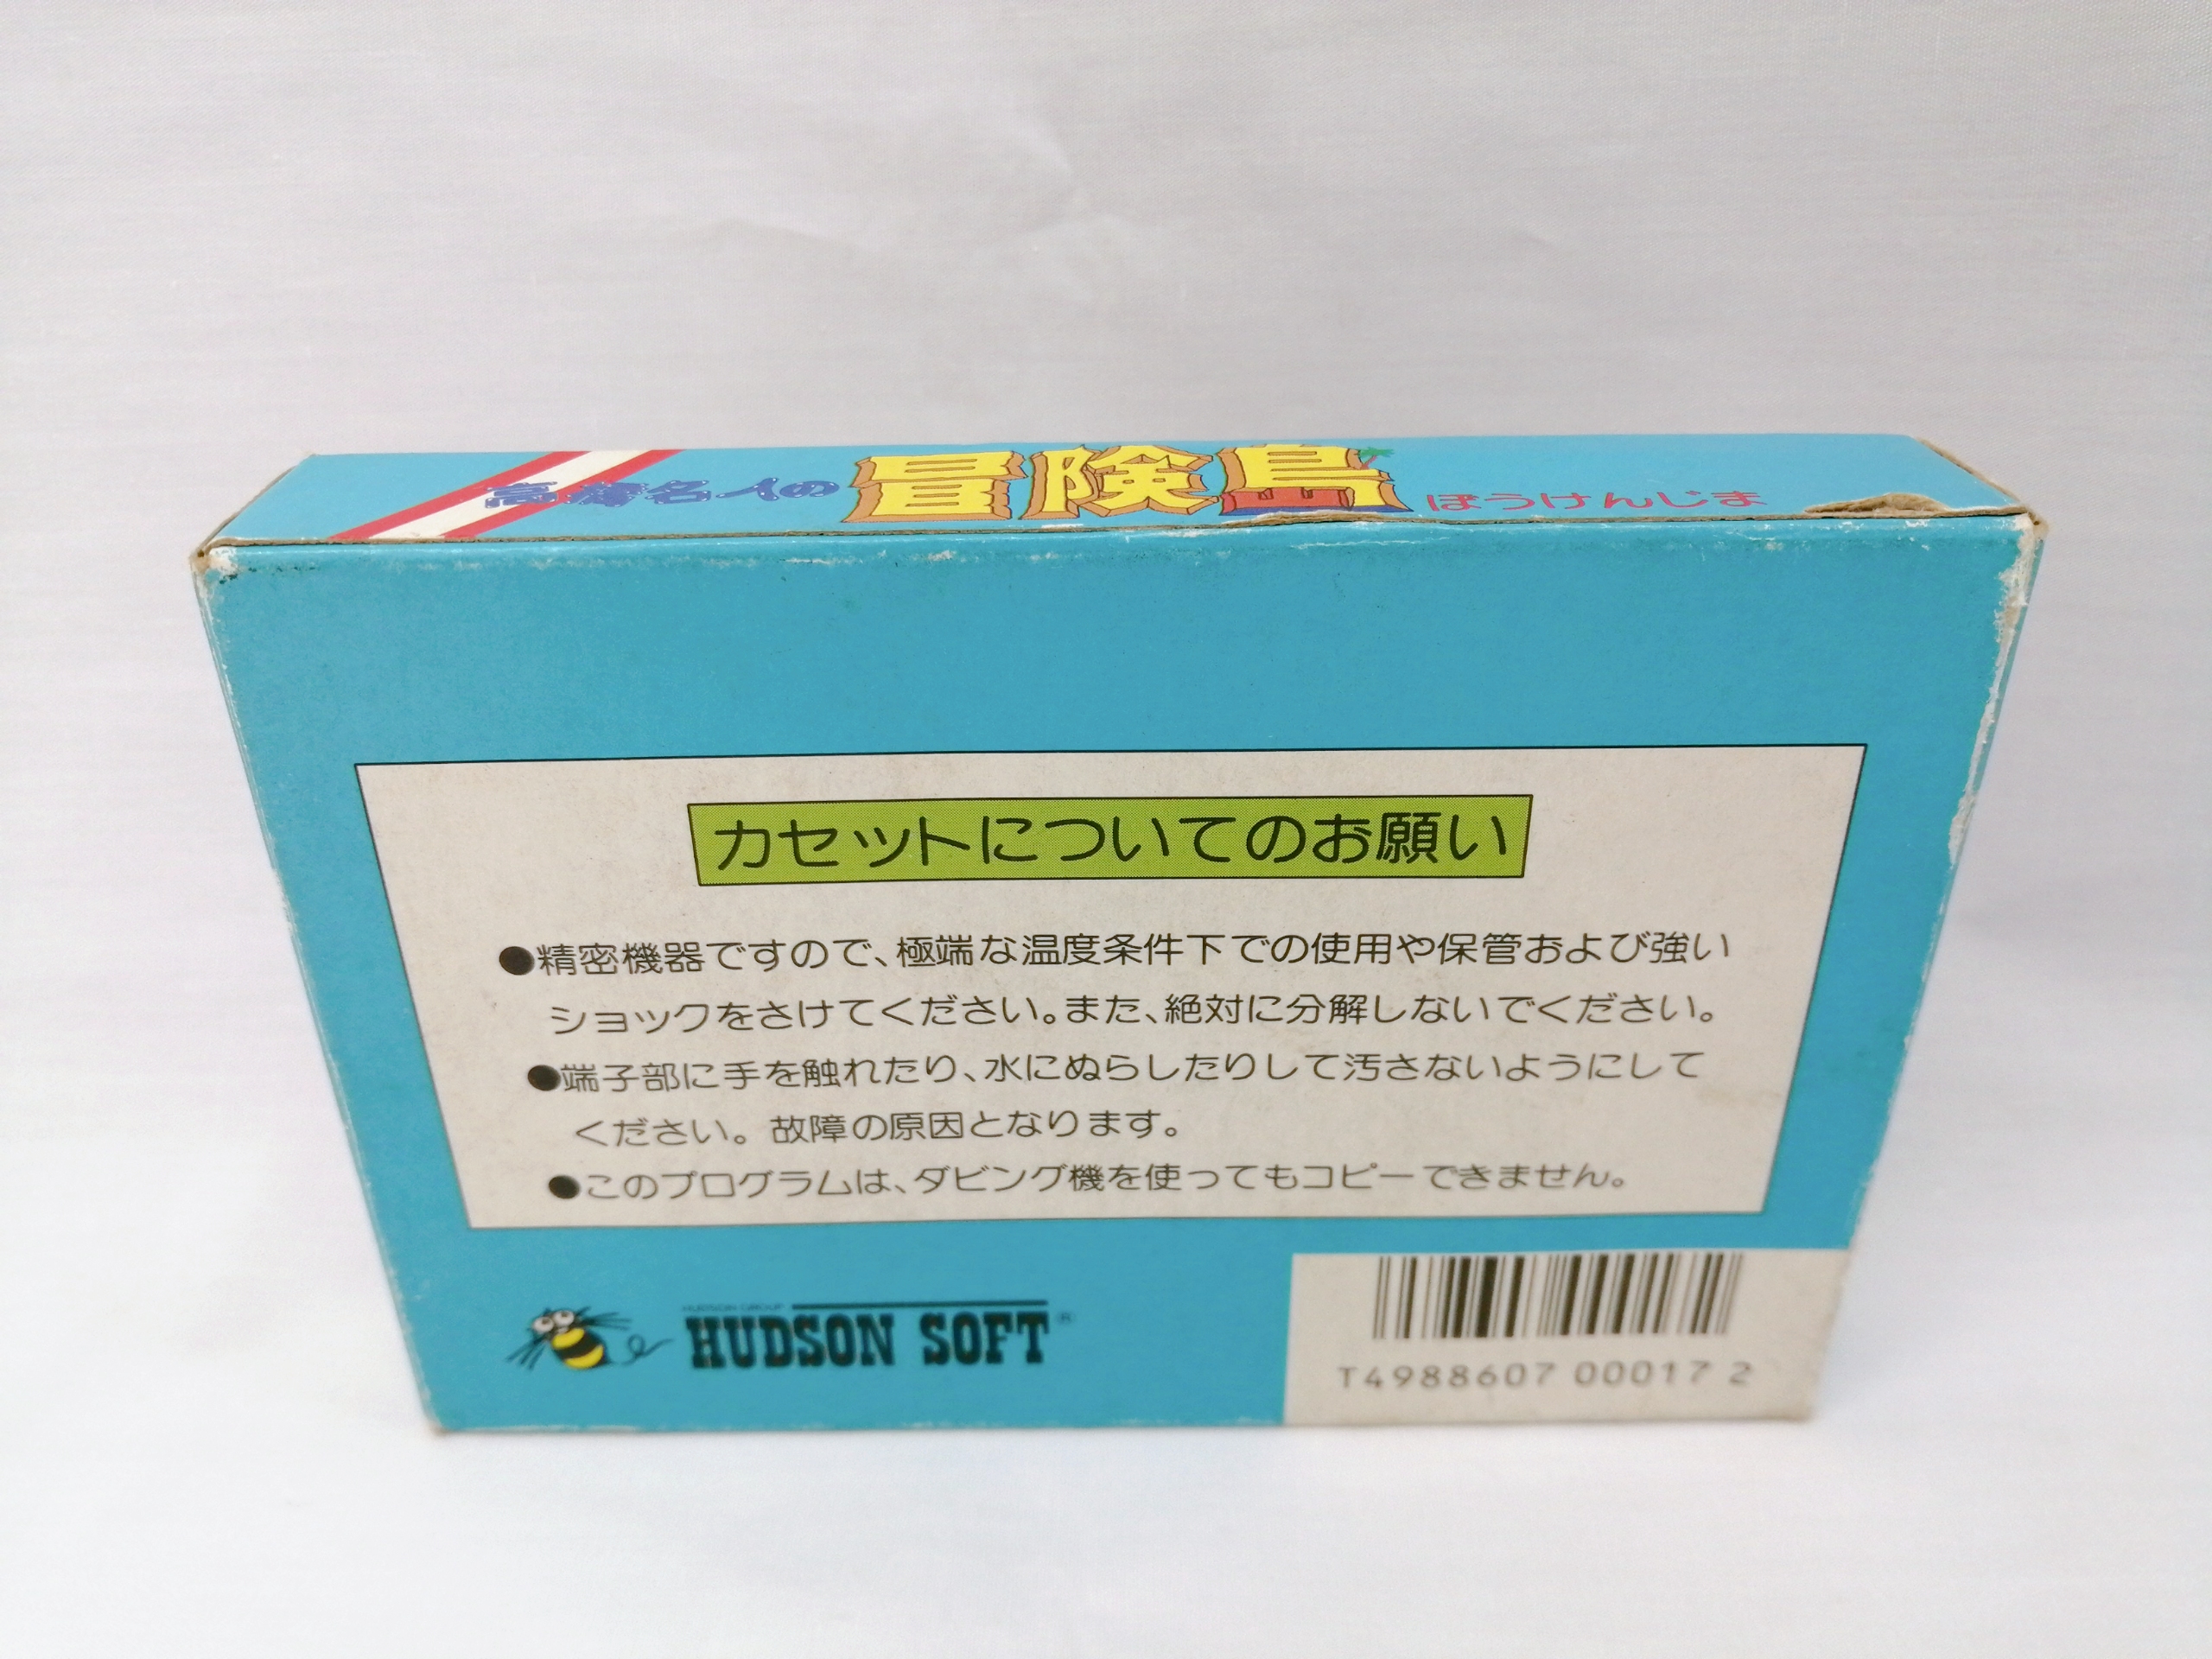 高橋名人の冒険島 ぼうけんじま
カセットについてのお願い
●精密機器ですので、極端な温度条件下での使用や保管および強い
ショックをさけてください。また、絶対に分解しないでください。
●端子部に手を触れたり、水にぬらしたりして汚さないようにして
ください。故障の原因となります。
●このプログラムは、ダビング機を使ってもコピーできません。
HUDSON GROUP
HUDSON SOFT®
T4988607 00017 2